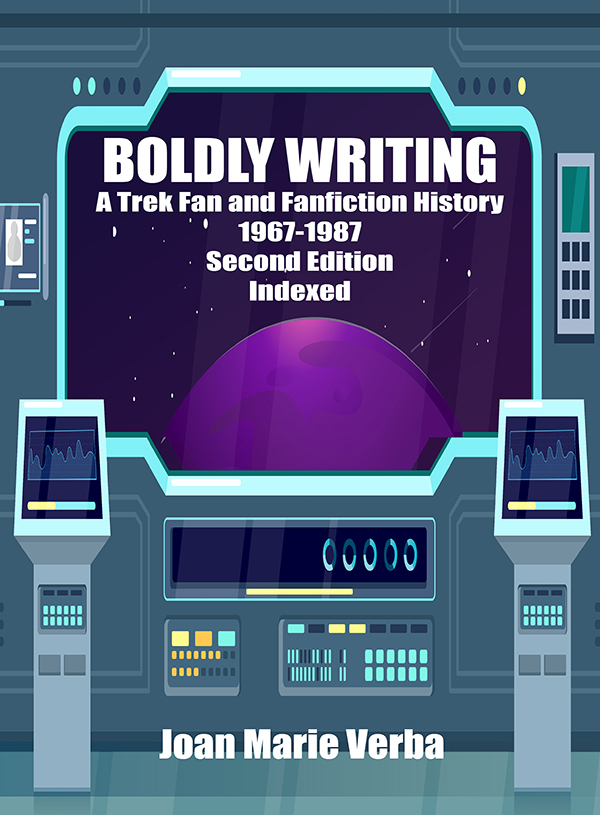 BOLDLY WRITING
A Trek Fan and Fanfiction History
1967-1987
Second Edition
Indexed
Joan Marie Verba